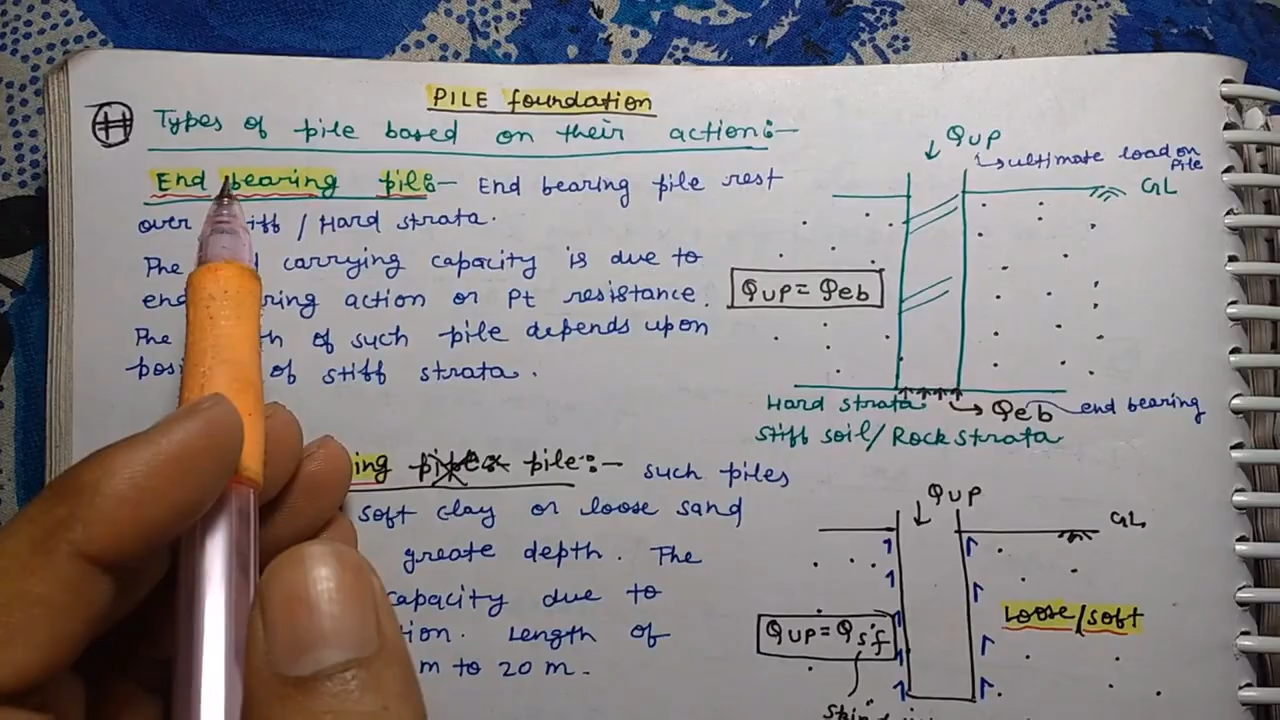 PILE foundation
Types of pile based on their action:-
End bearing pile:- End bearing pile rest
over / Hard strata.
The carrying capacity is due to
action or Pt resistance.
The of such pile depends upon
of stiff strata.
pile:- such piles
soft clay or loose sand
greate depth. The
capacity due to
Length of
m to 20 m.
QUP
ultimate load on
Pile
GL
QUP = Qeb
Hard strata
Qeb end bearing
Stiff soil/Rock strata
QUP
GL
Loose/soft
QUP = Qsf